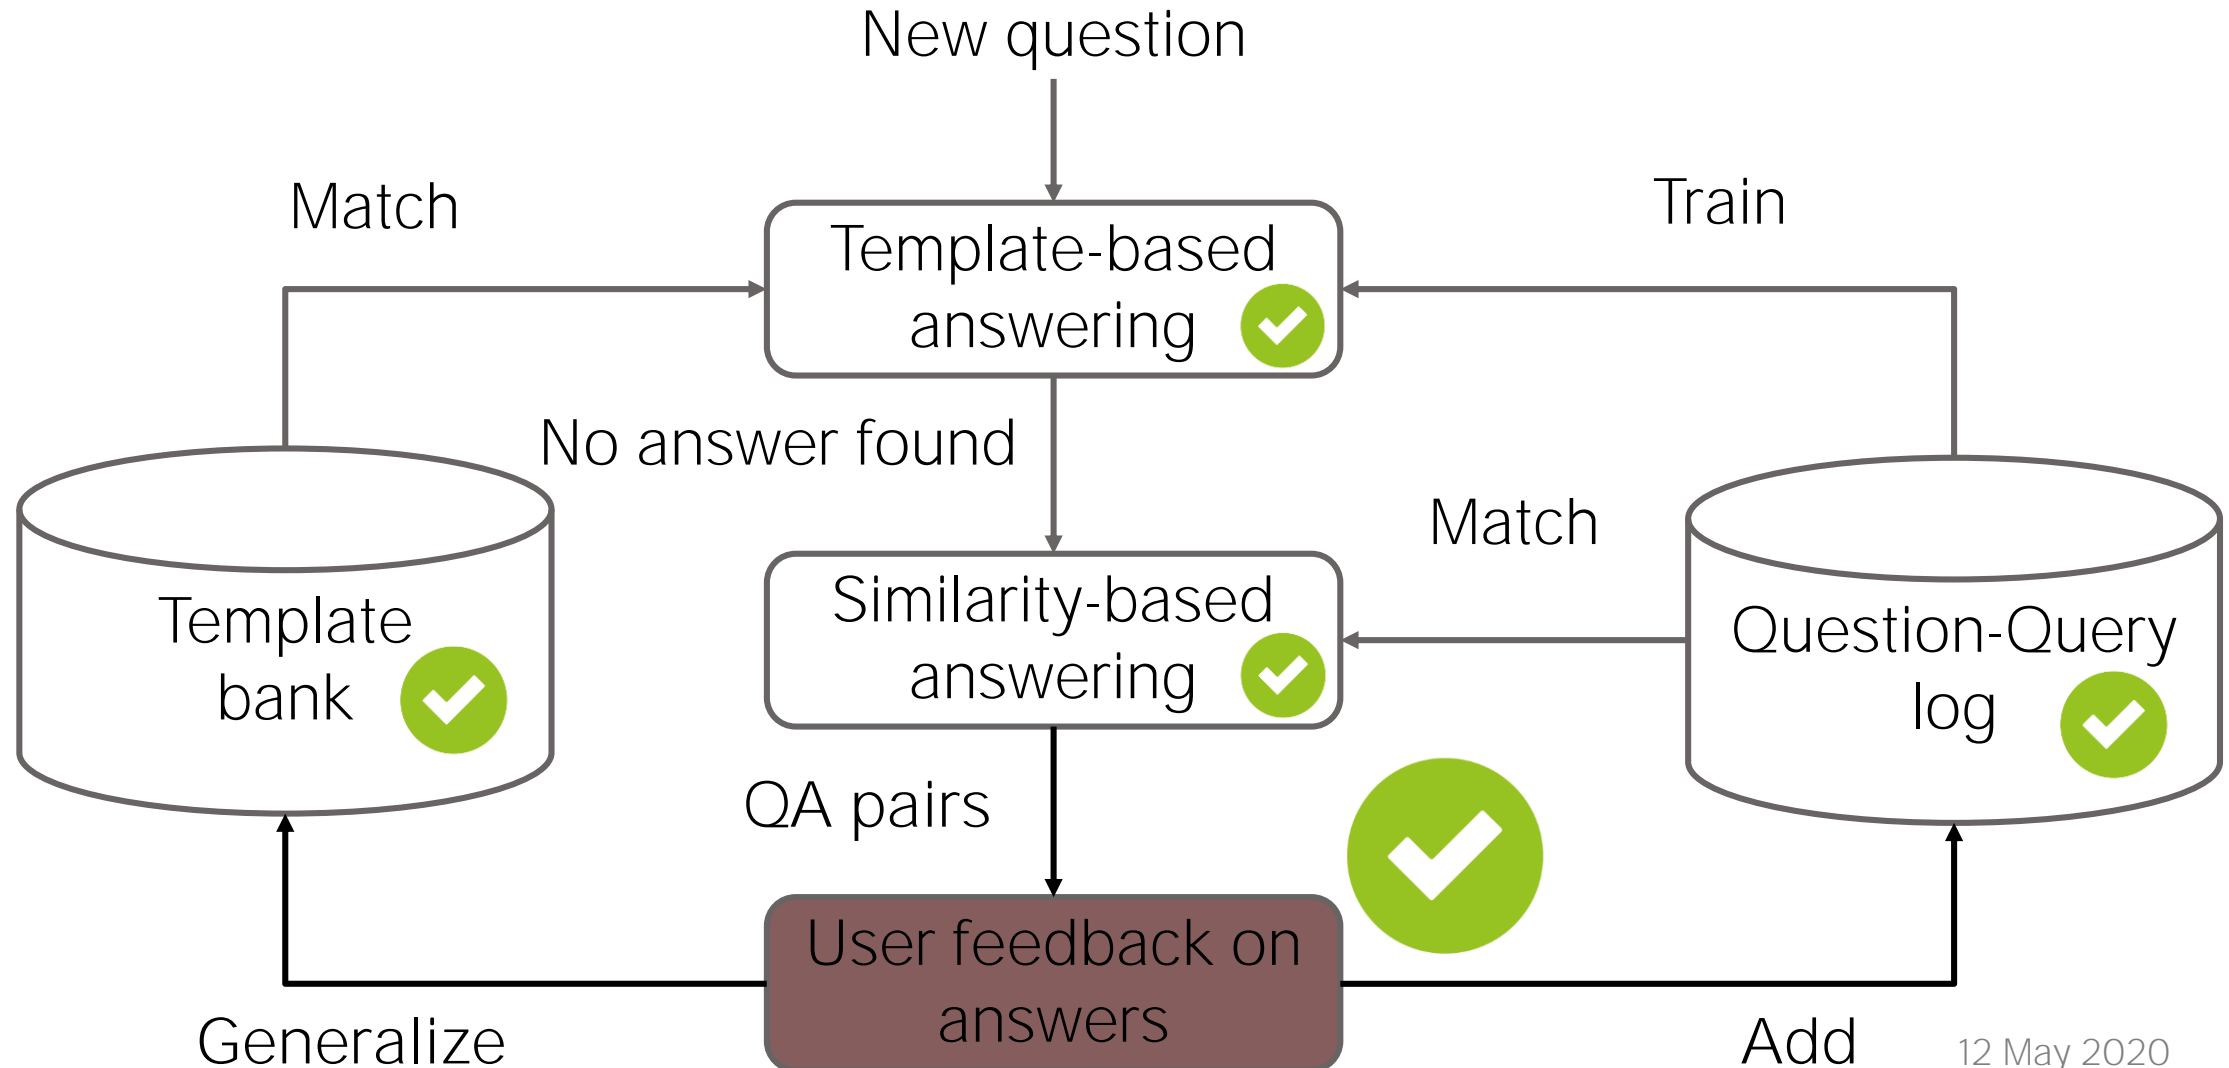 New question
Match
Train
Template-based
answering
No answer found
Match
Template
bank
Similarity-based
answering
Question-Query
log
QA pairs
User feedback on
answers
Generalize
Add
12 May 2020